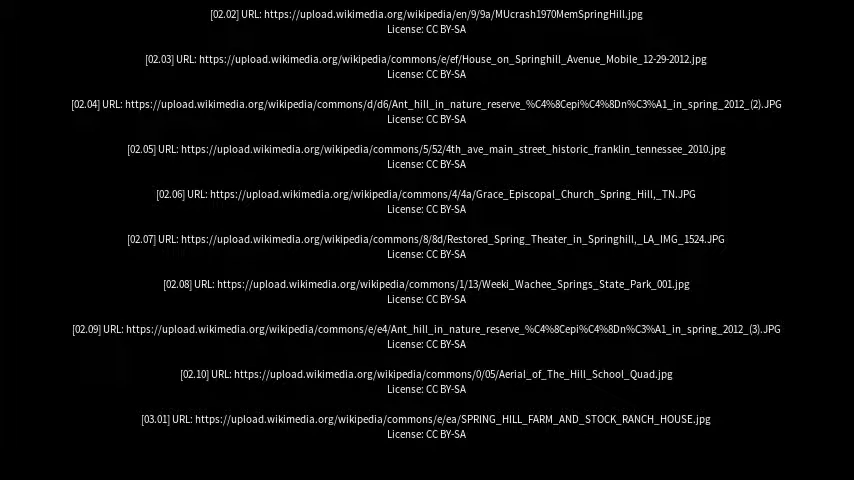 [02.02] URL: https://upload.wikimedia.org/wikipedia/en/9/9a/MUcrash1970MemSpringHill.jpg
License: CC BY-SA
[02.03] URL: https://upload.wikimedia.org/wikipedia/commons/e/ef/House_on_Springhill_Avenue_Mobile_12-29-2012.jpg
License: CC BY-SA
[02.04] URL: https://upload.wikimedia.org/wikipedia/commons/d/d6/Ant_hill_in_nature_reserve_%C4%8Cepi%C4%8Dn%C3%A1_in_spring_2012_(2).JPG
License: CC BY-SA
[02.05] URL: https://upload.wikimedia.org/wikipedia/commons/5/52/4th_ave_main_street_historic_franklin_tennessee_2010.jpg
License: CC BY-SA
[02.06] URL: https://upload.wikimedia.org/wikipedia/commons/4/4a/Grace_Episcopal_Church_Spring_Hill,_TN.JPG
License: CC BY-SA
[02.07] URL: https://upload.wikimedia.org/wikipedia/commons/8/8d/Restored_Spring_Theater_in_Springhill,_LA_IMG_1524.JPG
License: CC BY-SA
[02.08] URL: https://upload.wikimedia.org/wikipedia/commons/1/13/Weeki_Wachee_Springs_State_Park_001.jpg
License: CC BY-SA
[02.09] URL: https://upload.wikimedia.org/wikipedia/commons/e/e4/Ant_hill_in_nature_reserve_%C4%8Cepi%C4%8Dn%C3%A1_in_spring_2012_(3).JPG
License: CC BY-SA
[02.10] URL: https://upload.wikimedia.org/wikipedia/commons/0/05/Aerial_of_The_Hill_School_Quad.jpg
License: CC BY-SA
[03.01] URL: https://upload.wikimedia.org/wikipedia/commons/e/ea/SPRING_HILL_FARM_AND_STOCK_RANCH_HOUSE.jpg
License: CC BY-SA